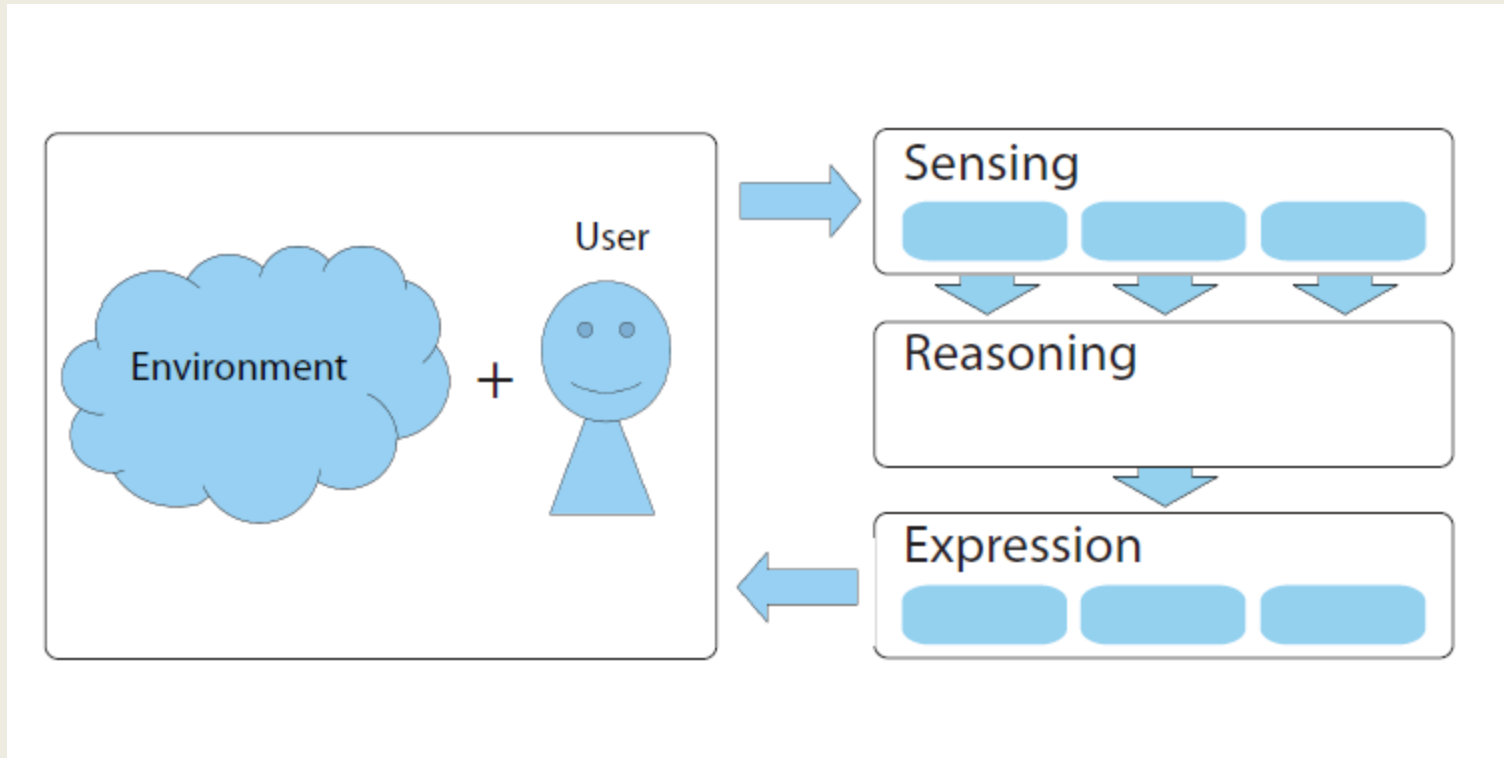 User
Environment
+
Sensing
Reasoning
Expression